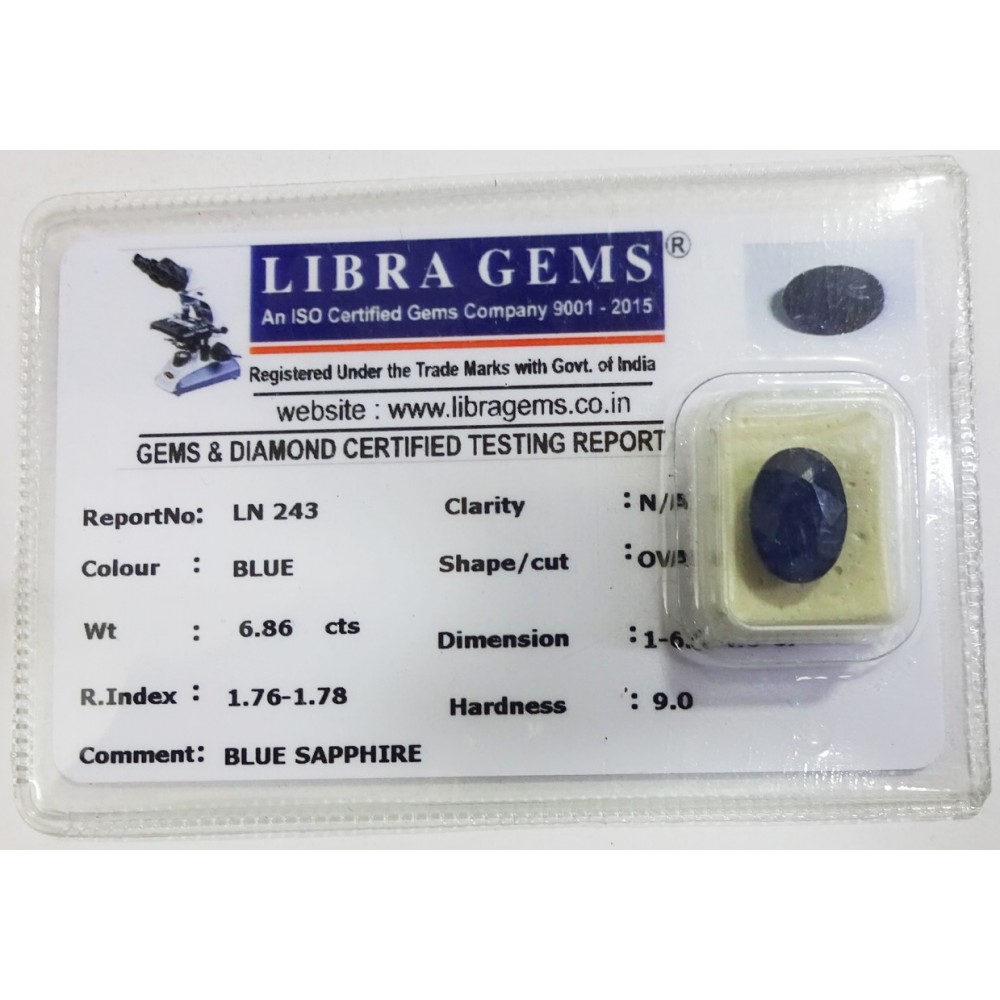 LIBRA GEMS ®
An ISO Certified Gems Company 9001 - 2015
Registered Under the Trade Marks with Govt. of India
website : www.libragems.co.in
GEMS & DIAMOND CERTIFIED TESTING REPORT
ReportNo: LN 243
Clarity :
Colour : BLUE
Shape/cut :
Wt : 6.86 cts
Dimension :
R.Index : 1.76-1.78
Hardness : 9.0
Comment: BLUE SAPPHIRE